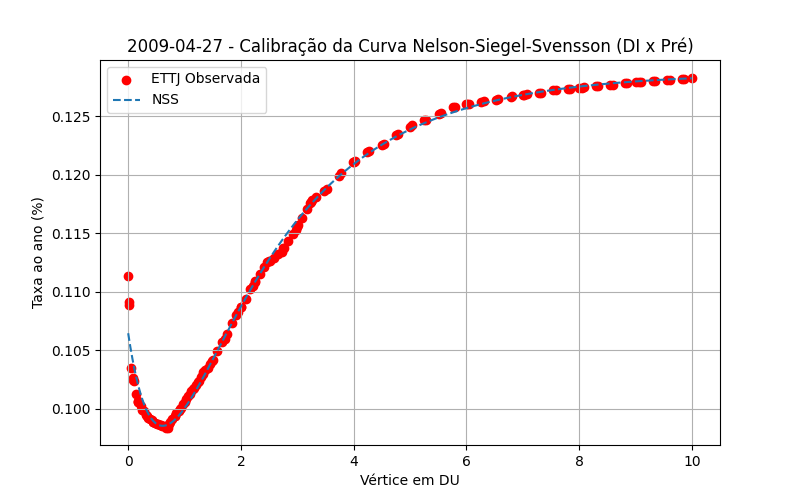 2009-04-27 - Calibração da Curva Nelson-Siegel-Svensson (DI x Pré)
ETTJ Observada
NSS
Taxa ao ano (%)
0.125
0.120
0.115
0.110
0.105
0.100
0 2 4 6 8 10
Vértice em DU